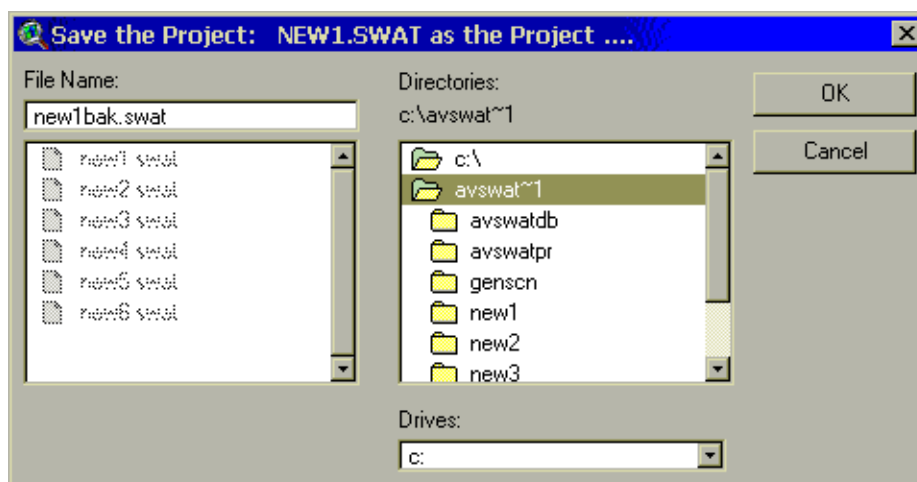 Save the Project: NEW1.SWAT as the Project ....
File Name:
new1bak.swat
new1.swat
new2.swat
new3.swat
new4.swat
new5.swat
new6.swat
Directories:
c:\avswat~1
c:\
avswat~1
avswatdb
avswatpr
genscn
new1
new2
new3
Drives:
c:
OK
Cancel